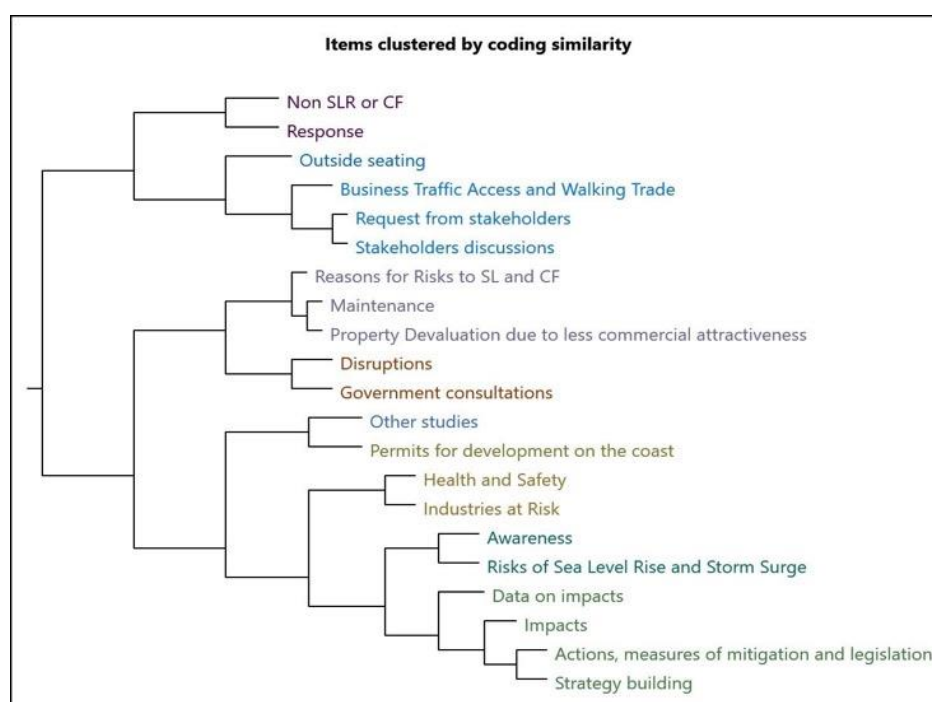 Items clustered by coding similarity
Non SLR or CF
Response
Outside seating
Business Traffic Access and Walking Trade
Request from stakeholders
Stakeholders discussions
Reasons for Risks to SL and CF
Maintenance
Property Devaluation due to less commercial attractiveness
Disruptions
Government consultations
Other studies
Permits for development on the coast
Health and Safety
Industries at Risk
Awareness
Risks of Sea Level Rise and Storm Surge
Data on impacts
Impacts
Actions, measures of mitigation and legislation
Strategy building